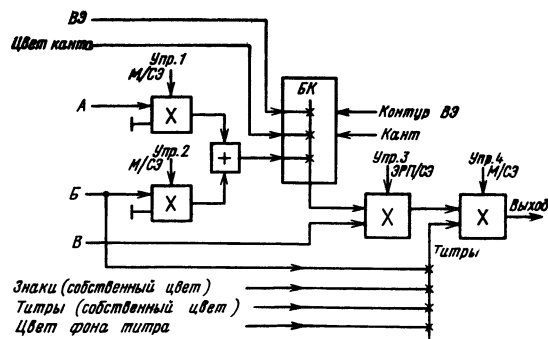 ВЭ
Цвет канта
Упр.1
М/СЭ
БК
А
X
Контур ВЭ
Кант
Упр.2
М/СЭ
+
Упр.3
ЭРП/СЭ
Упр.4
М/СЭ
Б
X
X
X
Выход
В
Титры
Знаки (собственный цвет)
Титры (собственный цвет)
Цвет фона титра